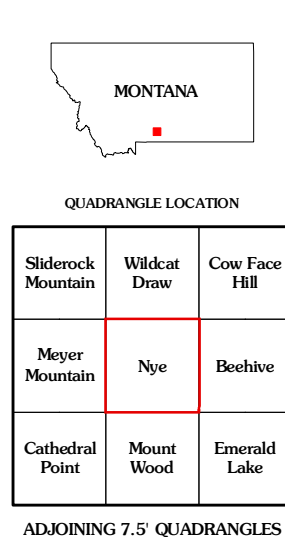 MONTANA
QUADRANGLE LOCATION
Sliderock
Mountain
Wildcat
Draw
Cow Face
Hill
Meyer
Mountain
Nye
Beehive
Cathedral
Point
Mount
Wood
Emerald
Lake
ADJOINING 7.5' QUADRANGLES